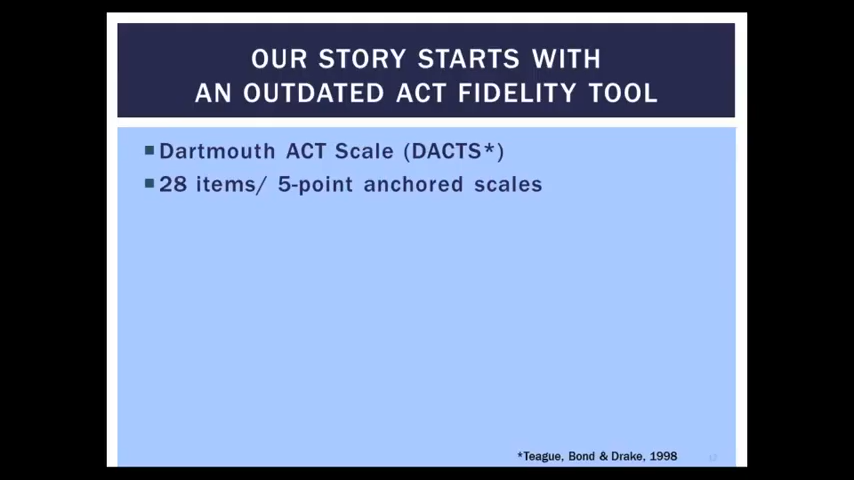 OUR STORY STARTS WITH
AN OUTDATED ACT FIDELITY TOOL
Dartmouth ACT Scale (DACTS*)
28 items/ 5-point anchored scales
*Teague, Bond & Drake, 1998